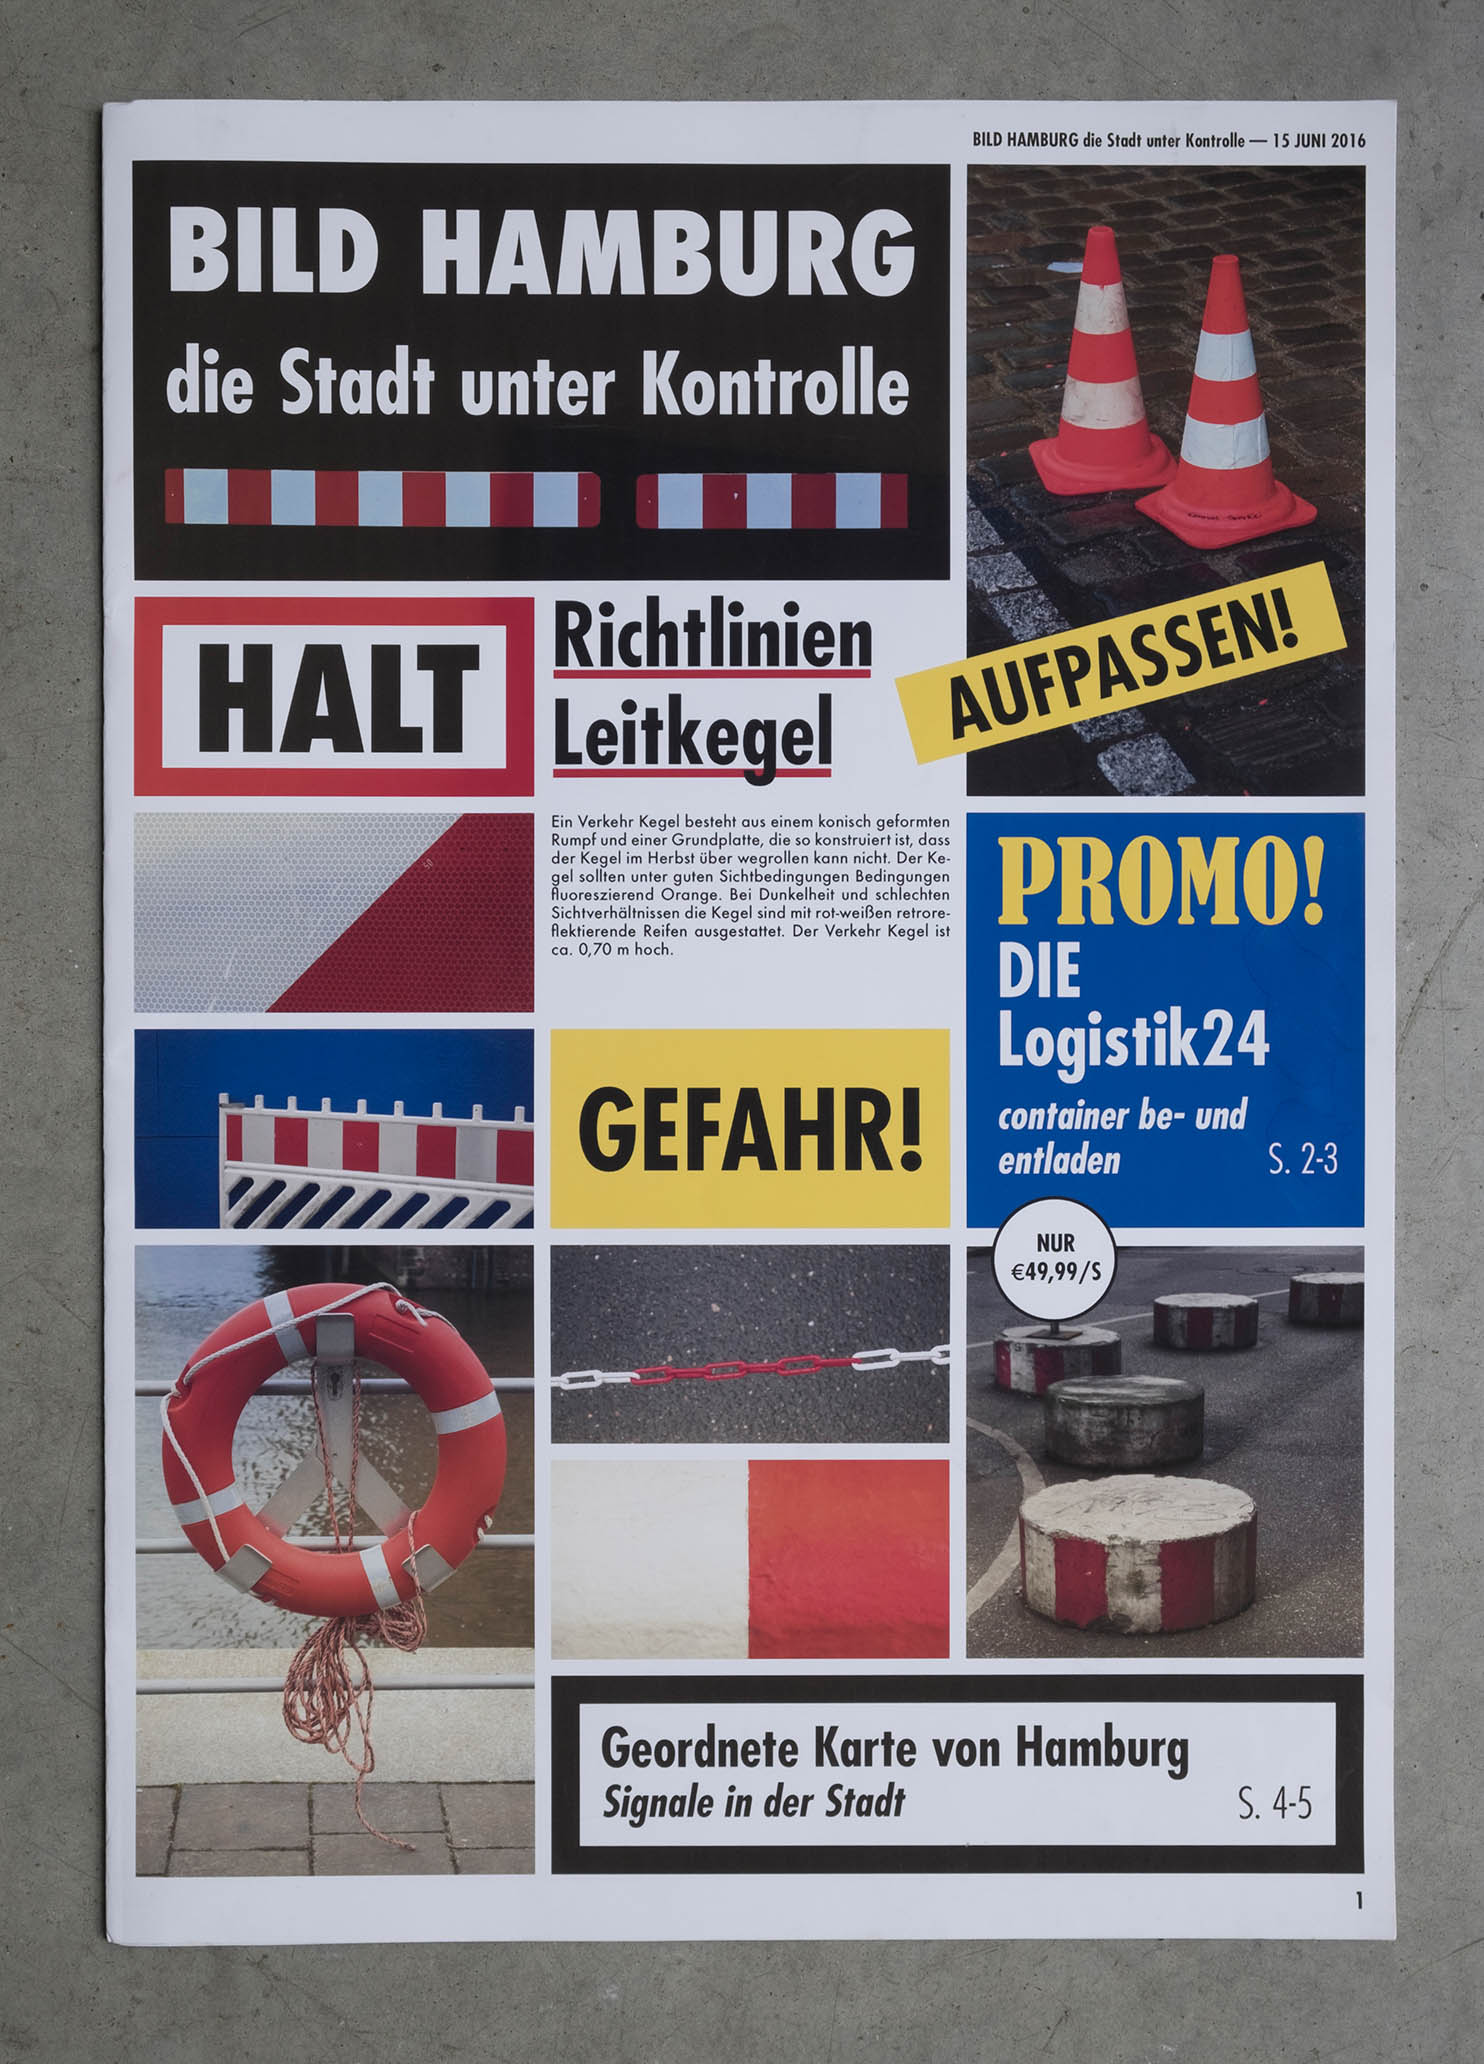 BILD HAMBURG die Stadt unter Kontrolle — 15 JUNI 2016
BILD HAMBURG
die Stadt unter Kontrolle
HALT
Richtlinien
Leitkegel
AUFPASSEN!
Ein Verkehr Kegel besteht aus einem konisch geformten
Rumpf und einer Grundplatte, die so konstruiert ist, dass
der Kegel im Herbst über wegrollen kann nicht. Der Ke-
gel sollten unter guten Sichtbedingungen Bedingungen
fluoreszierend Orange. Bei Dunkelheit und schlechten
Sichtverhältnissen die Kegel sind mit rot-weißen retrore-
flektierende Reifen ausgestattet. Der Verkehr Kegel ist
ca. 0,70 m hoch.
PROMO!
DIE
Logistik24
container be- und
entladen S. 2-3
GEFAHR!
NUR
€49,99/S
Geordnete Karte von Hamburg
Signale in der Stadt S. 4-5
1